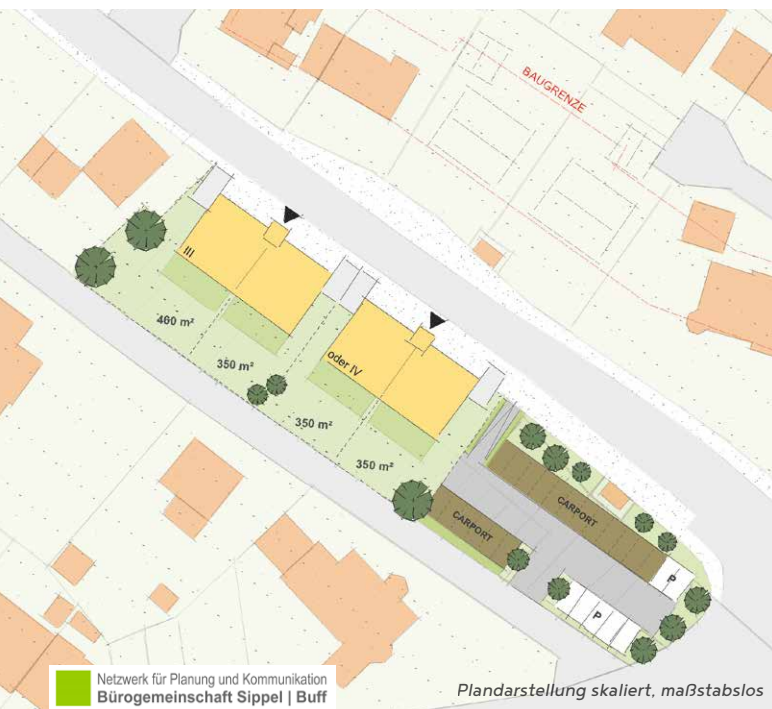 BAUGRENZE
III
460 m²
350 m²
oder IV
350 m²
350 m²
CARPORT
CARPORT
P
P
Netzwerk für Planung und Kommunikation
Bürogemeinschaft Sippel | Buff
Plandarstellung skaliert, maßstabslos